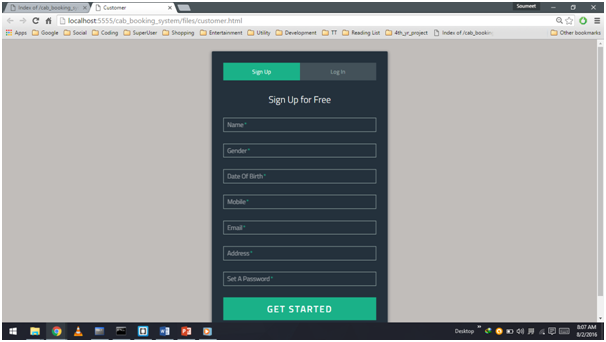 Index of /cab_booking_s
Customer
Soumeet
localhost:5555/cab_booking_system/files/customer.html
Apps Google Social Coding SuperUser Shopping Entertainment Utility Development TT Reading List 4th_yr_project Index of /cab_bookin Other bookmarks
Sign Up Log In
Sign Up for Free
Name*
Gender*
Date Of Birth*
Mobile*
Email*
Address*
Set A Password*
GET STARTED
Desktop
8:07 AM
8/2/2016